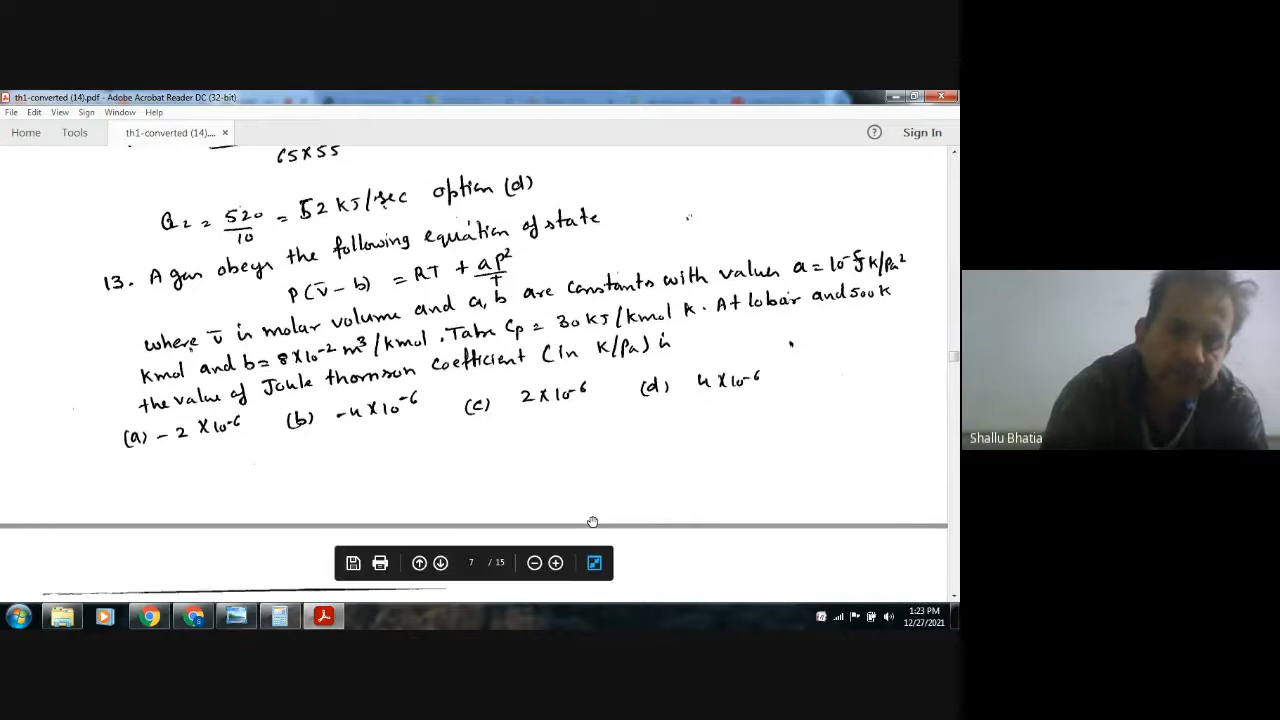 th1-converted (14).pdf - Adobe Acrobat Reader DC (32-bit)
File Edit View Sign Window Help
Home Tools th1-converted (14).... × Sign In
65×55
Q2 = 520/10 = 52 KJ/sec option (d)
13. A gas obeys the following equation of state
P(v̄ - b) = RT + aP²/T
where v̄ is molar volume and a, b are constants with values a = 10⁻⁵ J K/Pa²
kmol and b = 8×10⁻² m³/kmol. Take Cp = 30 KJ/kmol K. At 10 bar and 500K
the value of Joule thomson coefficient (in K/Pa) is
(a) - 2 ×10⁻⁶ (b) -4 ×10⁻⁶ (c) 2×10⁻⁶ (d) 4×10⁻⁶
Shallu Bhatia
7 / 15
1:23 PM
12/27/2021